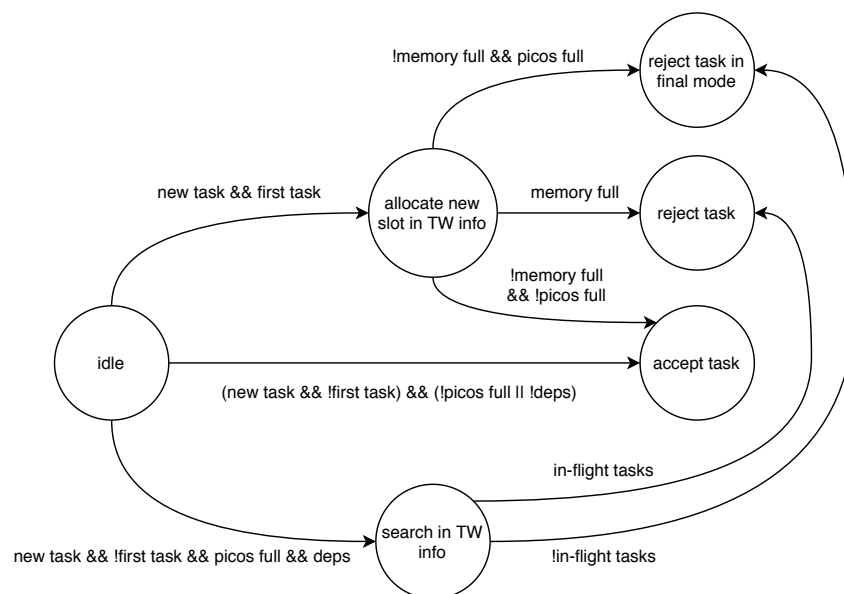 !memory full && picos full
reject task in
final mode
new task && first task
allocate new
slot in TW info
memory full
reject task
!memory full
&& !picos full
idle
accept task
(new task && !first task) && (!picos full || !deps)
in-flight tasks
search in TW
info
new task && !first task && picos full && deps
!in-flight tasks